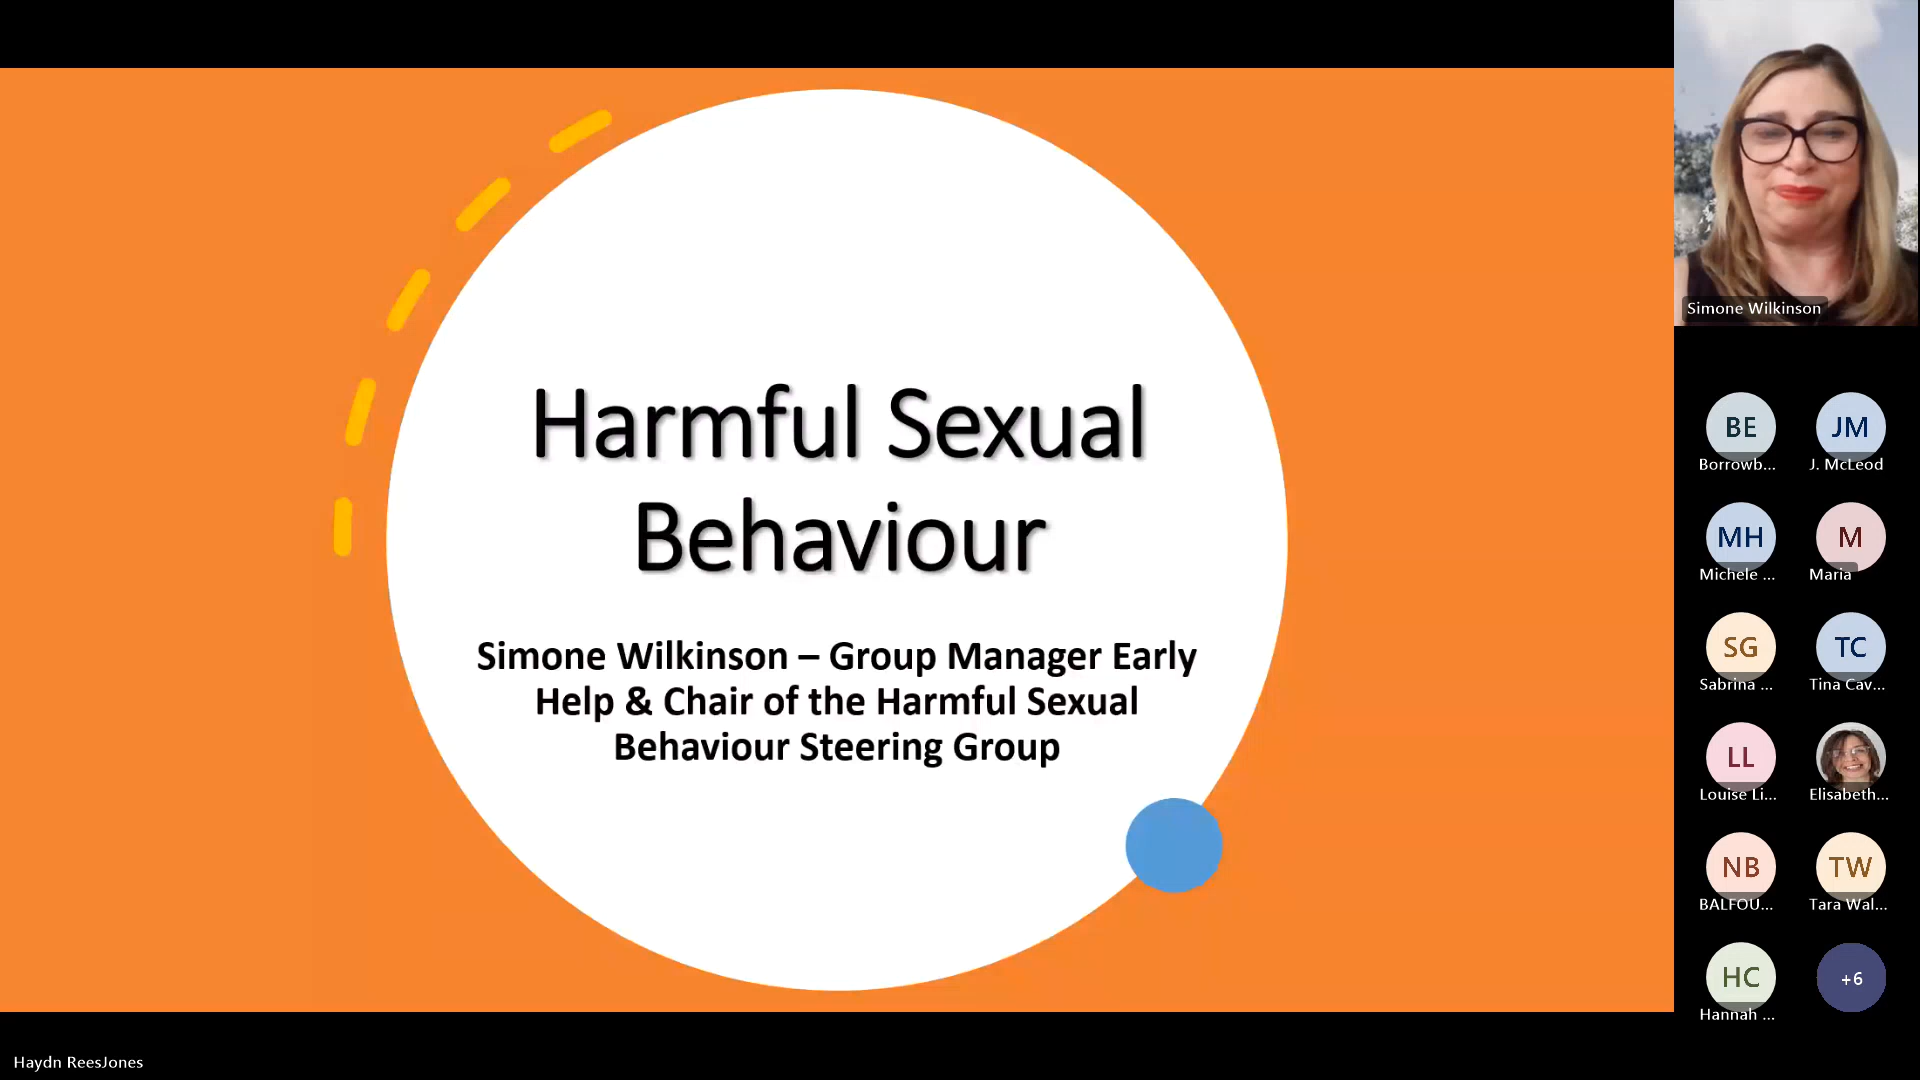 Harmful Sexual
Behaviour
Simone Wilkinson – Group Manager Early
Help & Chair of the Harmful Sexual
Behaviour Steering Group
Simone Wilkinson
BE
JM
Borrowb...
J. McLeod
MH
M
Michele ...
Maria
SG
TC
Sabrina ...
Tina Cav...
LL
Louise Li...
Elisabeth...
NB
TW
BALFOU...
Tara Wal...
HC
+6
Hannah ...
Haydn ReesJones